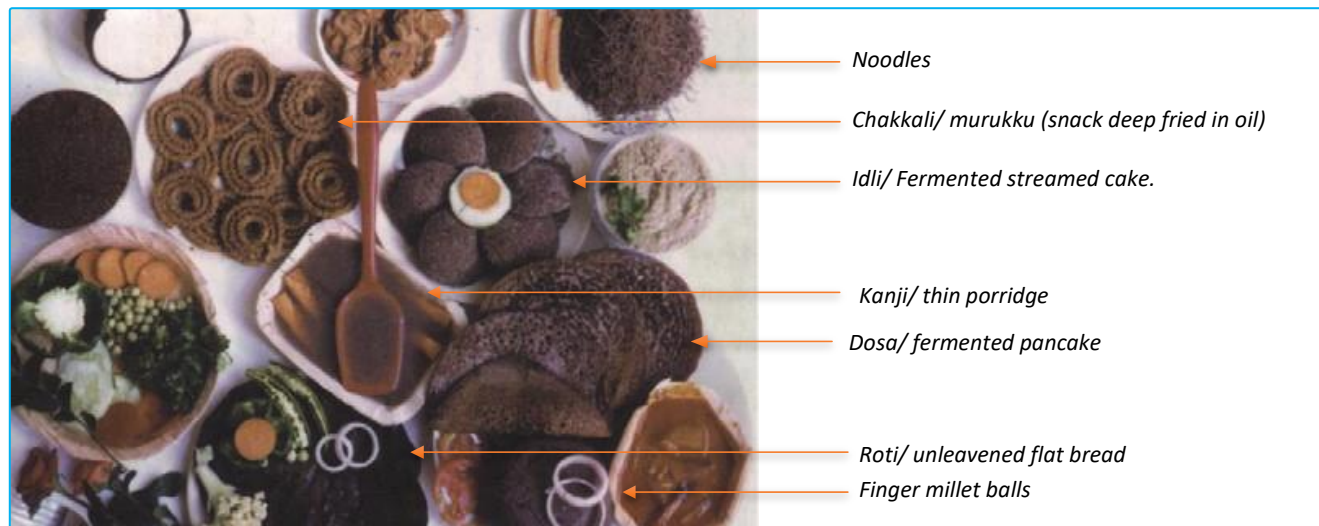 Noodles
Chakkali/ murukku (snack deep fried in oil)
Idli/ Fermented streamed cake.
Kanji/ thin porridge
Dosa/ fermented pancake
Roti/ unleavened flat bread
Finger millet balls